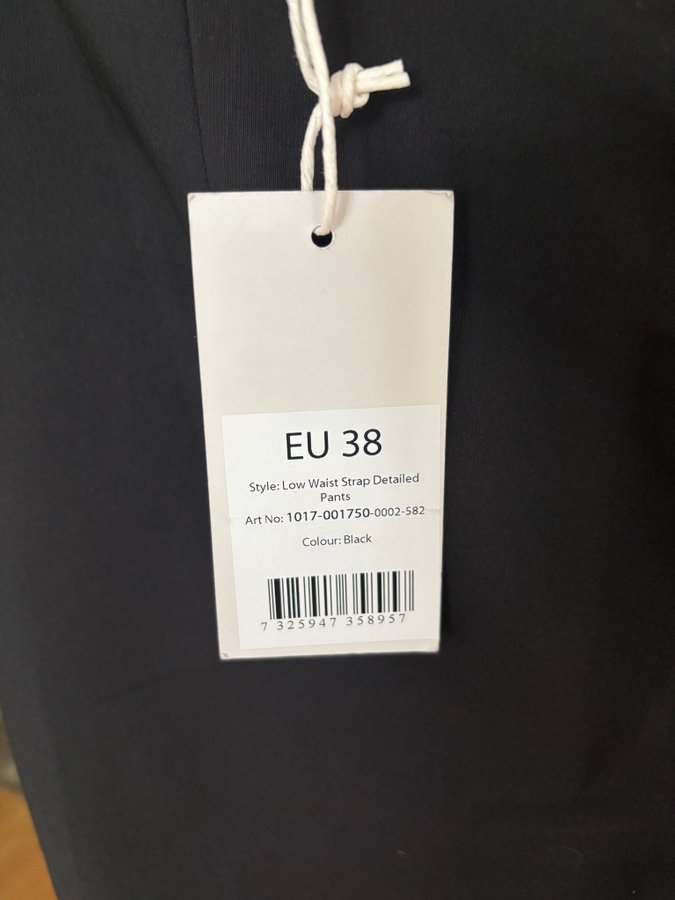 EU 38
Style: Low Waist Strap Detailed
Pants
Art No: 1017-001750-0002-582
Colour: Black
7 325947 358957